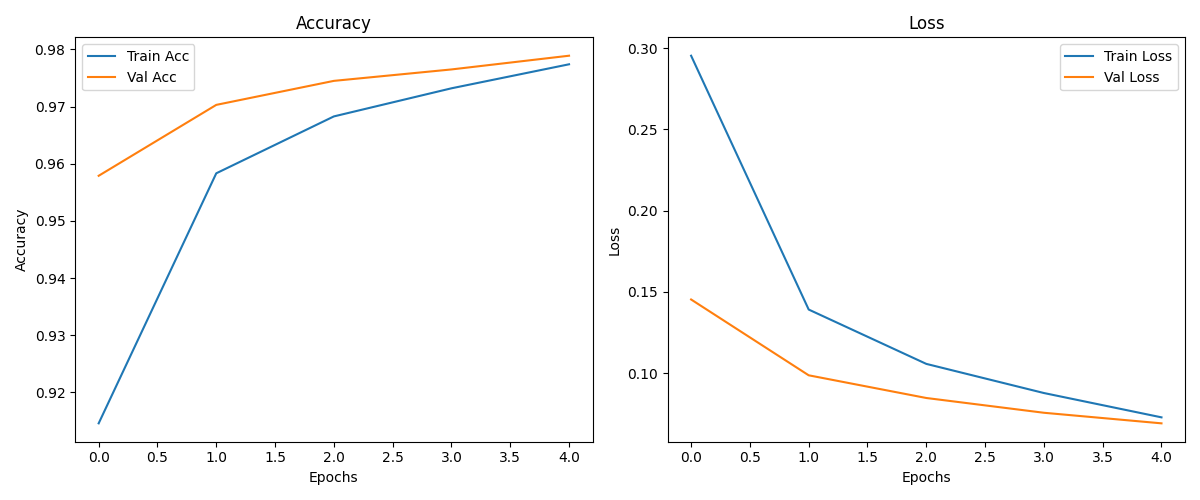 Accuracy
Train Acc
Val Acc
0.98
0.97
0.96
0.95
0.94
0.93
0.92
Accuracy
0.0 0.5 1.0 1.5 2.0 2.5 3.0 3.5 4.0
Epochs
Loss
Train Loss
Val Loss
0.30
0.25
0.20
0.15
0.10
Loss
0.0 0.5 1.0 1.5 2.0 2.5 3.0 3.5 4.0
Epochs